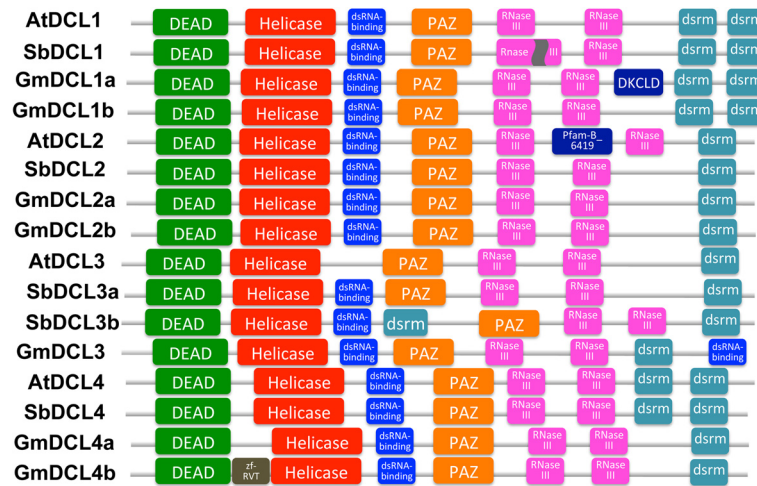 AtDCL1 DEAD Helicase dsRNA-binding PAZ RNase III RNase III dsrm dsrm
SbDCL1 DEAD Helicase dsRNA-binding PAZ Rnase III RNase III dsrm dsrm
GmDCL1a DEAD Helicase dsRNA-binding PAZ RNase III RNase III DKCLD dsrm dsrm
GmDCL1b DEAD Helicase dsRNA-binding PAZ RNase III RNase III dsrm dsrm
AtDCL2 DEAD Helicase dsRNA-binding PAZ RNase III Pfam-B_6419 RNase III dsrm
SbDCL2 DEAD Helicase dsRNA-binding PAZ RNase III RNase III dsrm
GmDCL2a DEAD Helicase dsRNA-binding PAZ RNase III RNase III dsrm
GmDCL2b DEAD Helicase dsRNA-binding PAZ RNase III RNase III dsrm
AtDCL3 DEAD Helicase PAZ RNase III RNase III dsrm
SbDCL3a DEAD Helicase dsRNA-binding PAZ RNase III RNase III dsrm
SbDCL3b DEAD Helicase dsRNA-binding dsrm PAZ RNase III RNase III dsrm
GmDCL3 DEAD Helicase dsRNA-binding PAZ RNase III RNase III dsrm dsRNA-binding
AtDCL4 DEAD Helicase dsRNA-binding PAZ RNase III RNase III dsrm dsrm
SbDCL4 DEAD Helicase dsRNA-binding PAZ RNase III RNase III dsrm dsrm
GmDCL4a DEAD Helicase dsRNA-binding PAZ RNase III RNase III dsrm
GmDCL4b DEAD zf-RVT Helicase dsRNA-binding PAZ RNase III RNase III dsrm